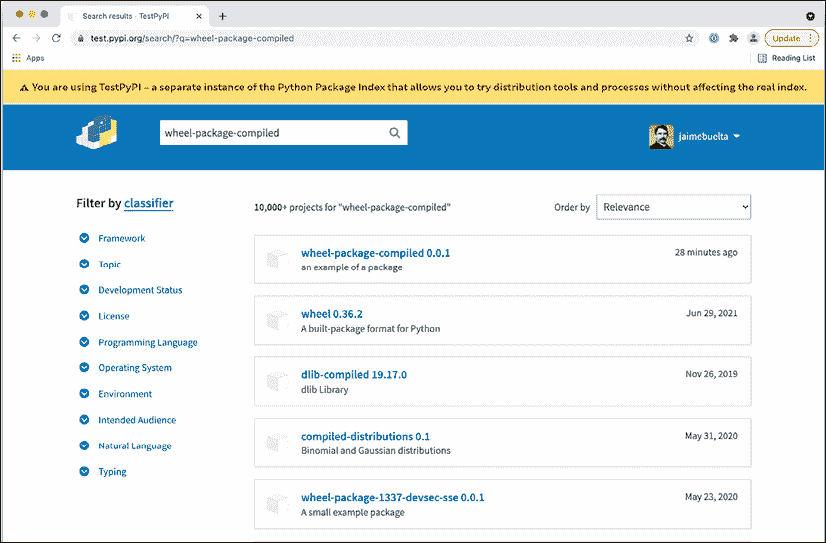 Search results · TestPyPI
test.pypi.org/search/?q=wheel-package-compiled
Update
Apps
Reading List
You are using TestPyPI – a separate instance of the Python Package Index that allows you to try distribution tools and processes without affecting the real index.
wheel-package-compiled
jaimebuelta
Filter by classifier
10,000+ projects for "wheel-package-compiled"
Order by
Relevance
Framework
Topic
Development Status
License
Programming Language
Operating System
Environment
Intended Audience
Natural Language
Typing
wheel-package-compiled 0.0.1
28 minutes ago
an example of a package
wheel 0.36.2
Jun 29, 2021
A built-package format for Python
dlib-compiled 19.17.0
Nov 26, 2019
dlib Library
compiled-distributions 0.1
May 31, 2020
Binomial and Gaussian distributions
wheel-package-1337-devsec-sse 0.0.1
May 23, 2020
A small example package